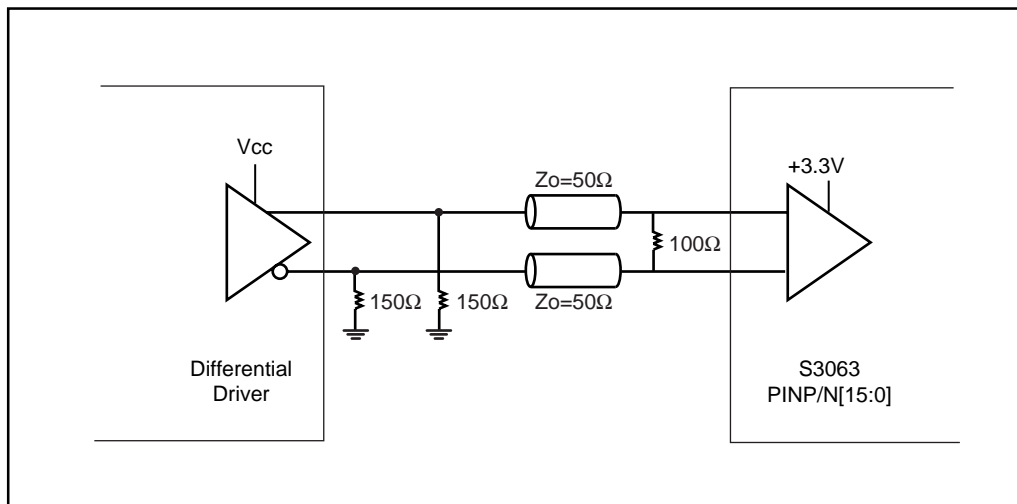 Vcc
+3.3V
Zo=50Ω
100Ω
150Ω
150Ω
Zo=50Ω
Differential
Driver
S3063
PINP/N[15:0]